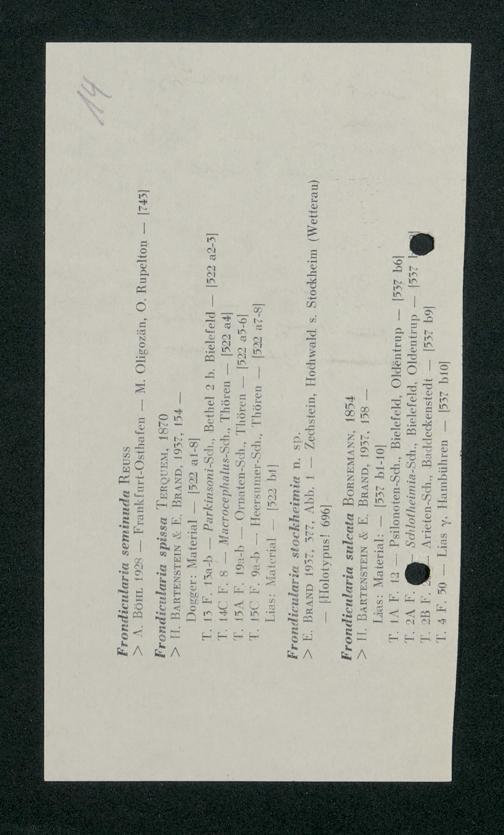 14
Frondicularia seminuda REUSS
> A. BÖHL 1928 — Frankfurt-Osthafen — M. Oligozän, O. Rupelton — [743]
Frondicularia spissa TERQUEM, 1870
> H. BARTENSTEIN & E. BRAND, 1937, 154 —
Dogger: Material — [522 a1-8]
T. 13 F. 13a-b — Parkinsoni-Sch., Bethel 2 b. Bielefeld — [522 a2-3]
T. 14C F. 8 — Macrocephalus-Sch., Thören — [522 a4]
T. 15A F. 19a-b — Ornaten-Sch., Thören — [522 a5-6]
T. 15C F. 9a-b — Heersumer-Sch., Thören — [522 a7-8]
Lias: Material — [522 b1]
Frondicularia stockheimia n. sp.
> E. BRAND 1937, 377, Abb. 1 — Zechstein, Hochwald s. Stockheim (Wetterau)
— [Holotypus! 696]
Frondicularia sulcata BORNEMANN, 1854
> H. BARTENSTEIN & E. BRAND, 1937, 158 —
Lias: Material: — [537 b1-10]
T. 1A F. 12 — Psilonoten-Sch., Bielefeld, Oldentrup — [537 b6]
T. 2A F. — Schlotheimia-Sch., Bielefeld, Oldentrup — [537
T. 2B F. — Arieten-Sch., Baddeckenstedt — [537 b9]
T. 4 F. 50 — Lias γ, Hambühren — [537 b10]